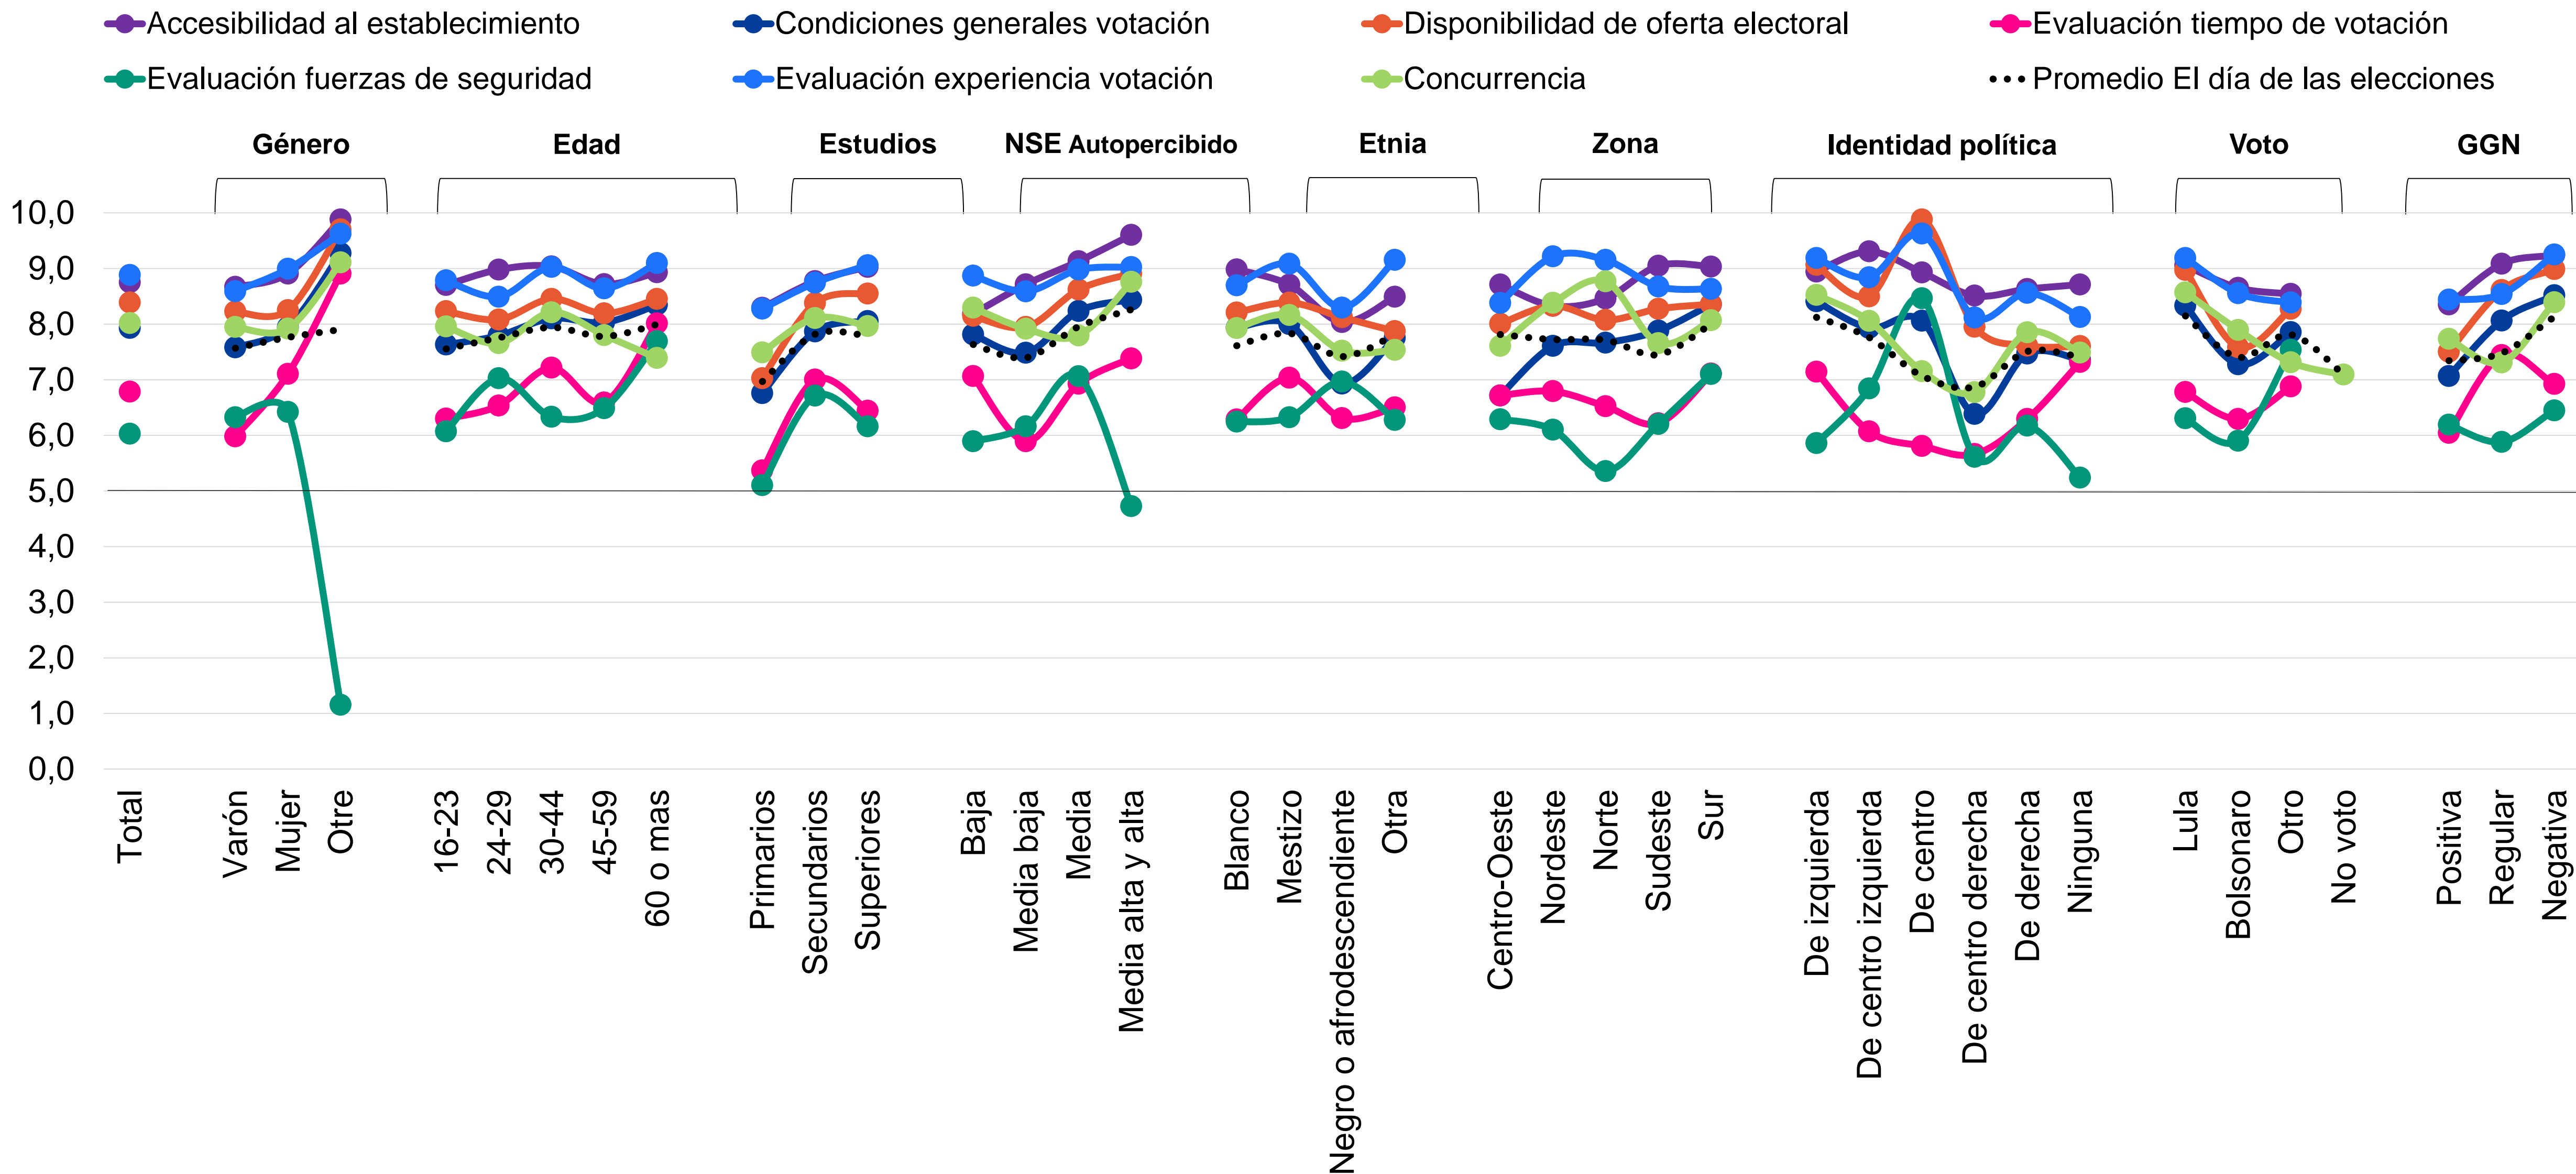 Accesibilidad al establecimiento Condiciones generales votación Disponibilidad de oferta electoral Evaluación tiempo de votación
Evaluación fuerzas de seguridad Evaluación experiencia votación Concurrencia Promedio El día de las elecciones
Género Edad Estudios NSE Autopercibido Etnia Zona Identidad política Voto GGN
10,0
9,0
8,0
7,0
6,0
5,0
4,0
3,0
2,0
1,0
0,0
Total
Varón
Mujer
Otre
16-23
24-29
30-44
45-59
60 o mas
Primarios
Secundarios
Superiores
Baja
Media baja
Media
Media alta y alta
Blanco
Mestizo
Negro o afrodescendiente
Otra
Centro-Oeste
Nordeste
Norte
Sudeste
Sur
De izquierda
De centro izquierda
De centro
De centro derecha
De derecha
Ninguna
Lula
Bolsonaro
Otro
No voto
Positiva
Regular
Negativa